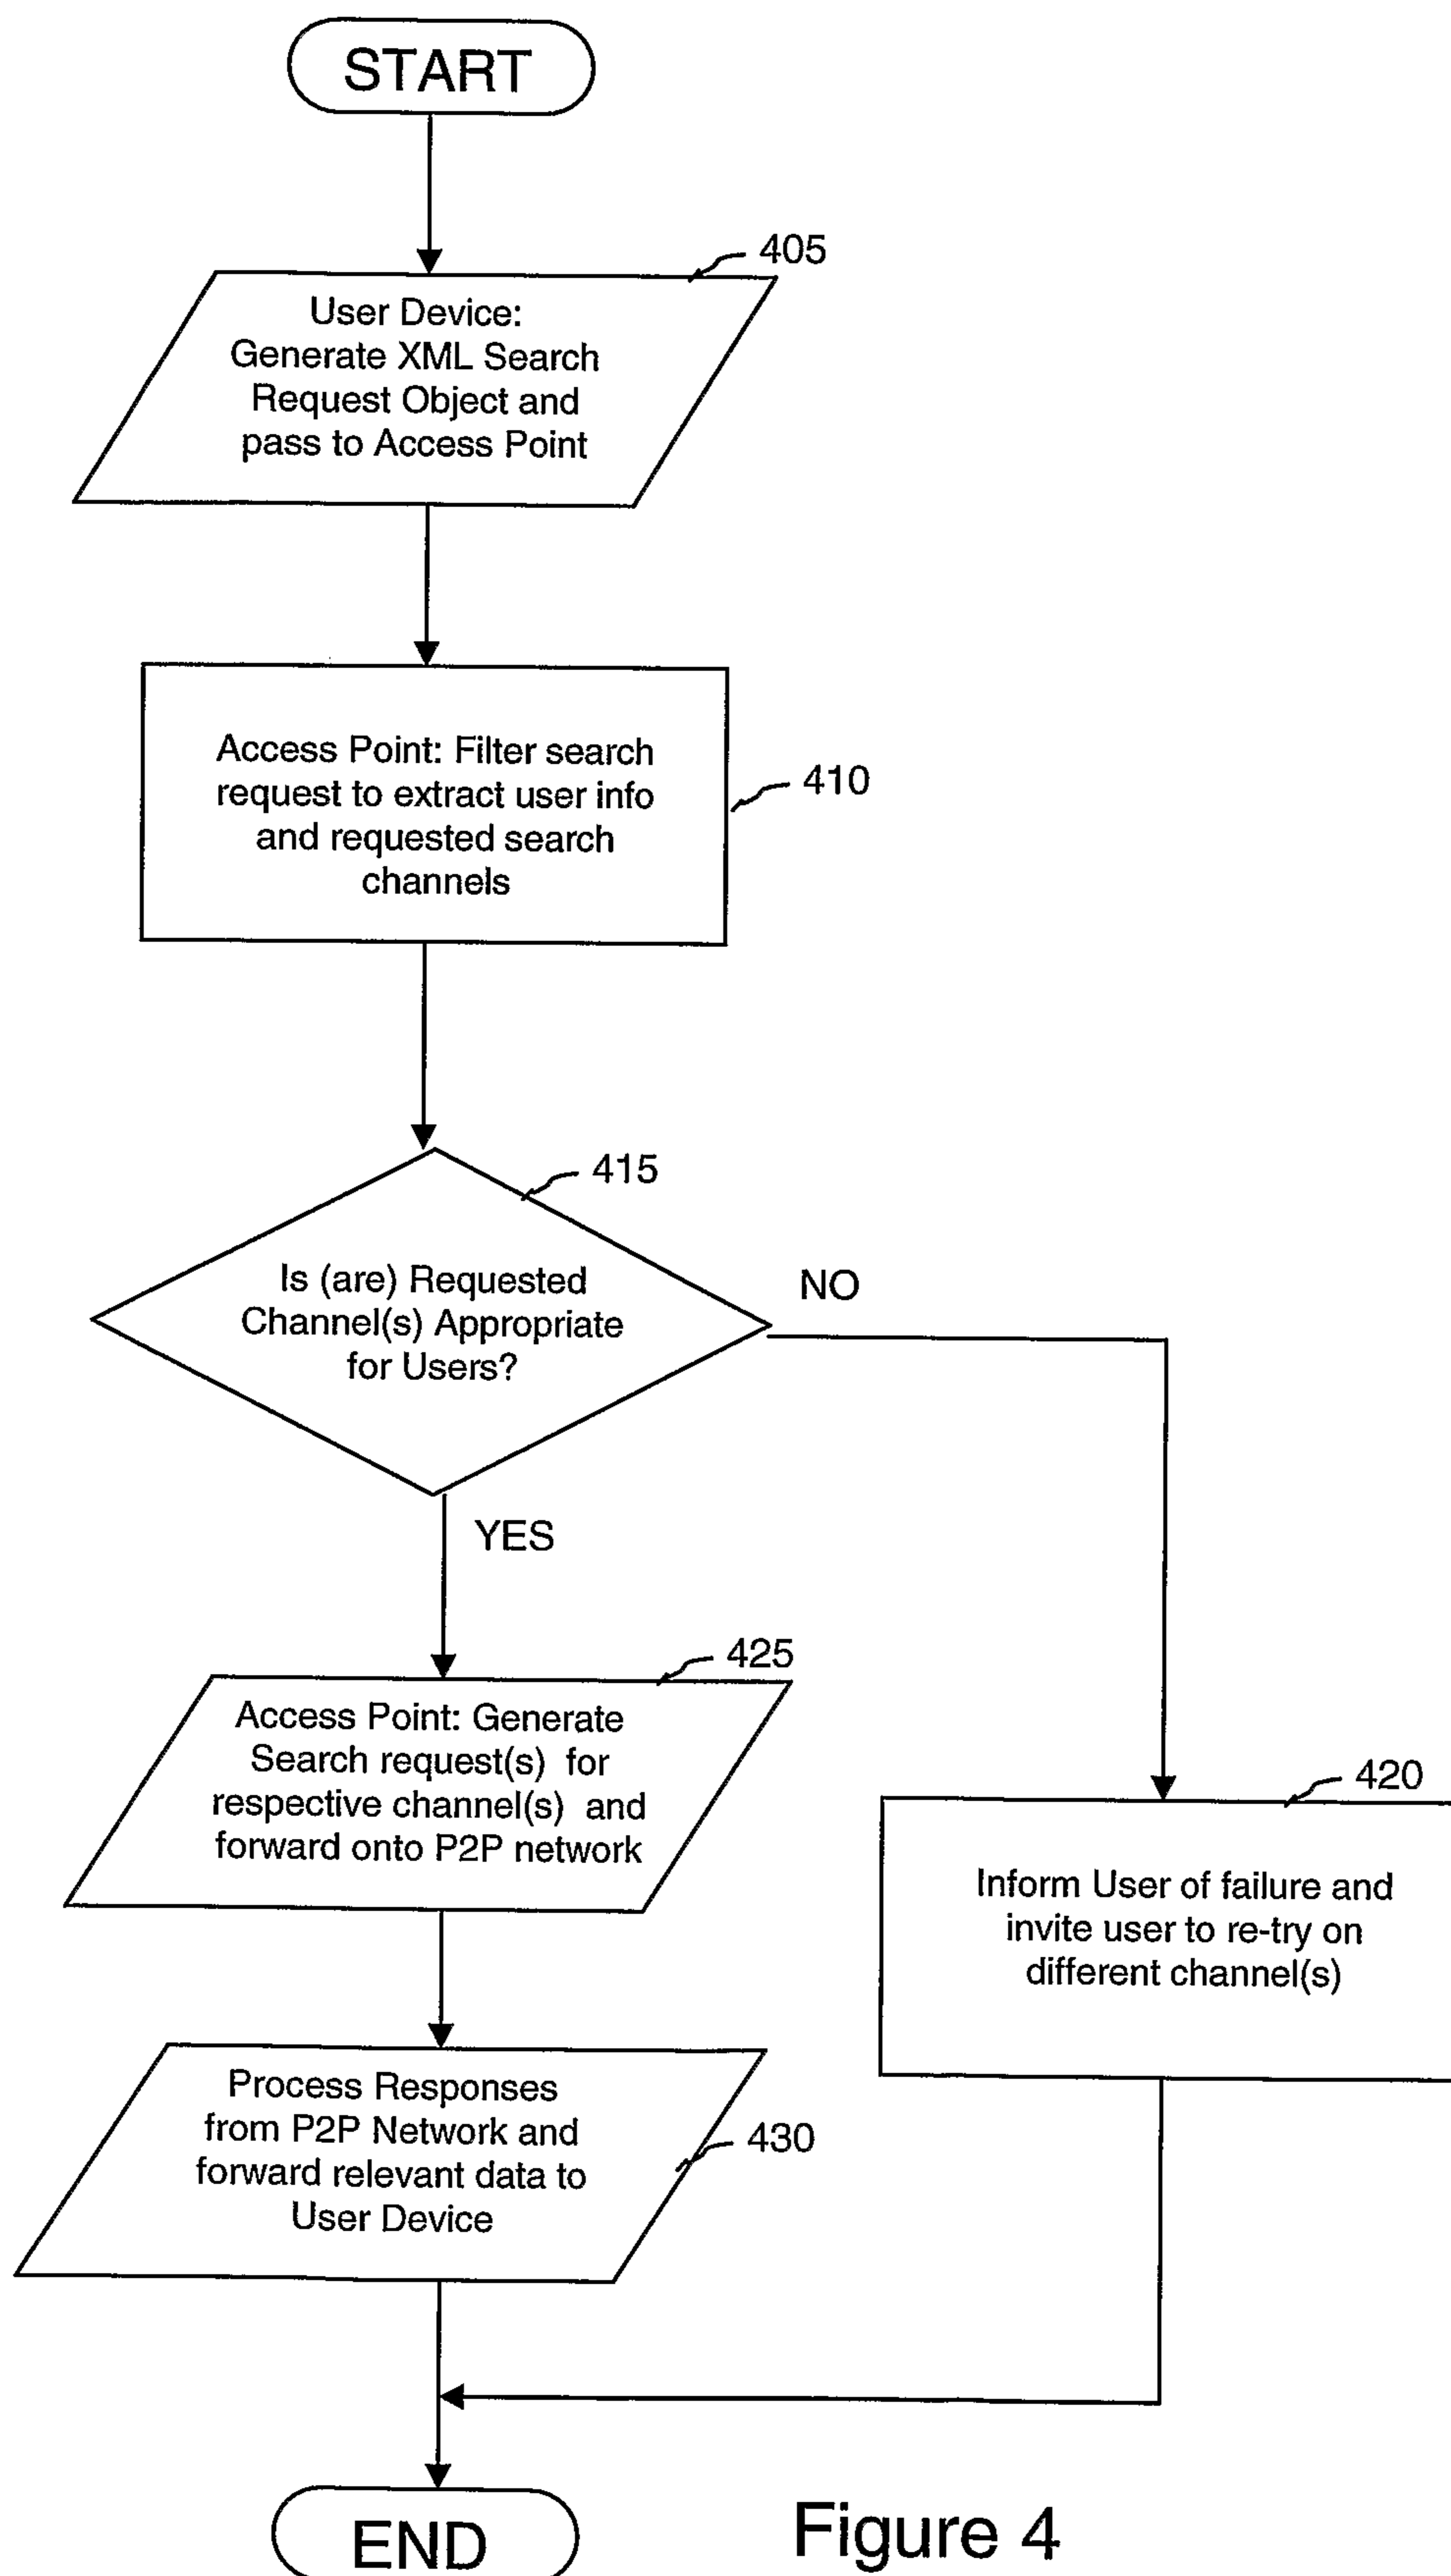 START
405
User Device:
Generate XML Search
Request Object and
pass to Access Point
Access Point: Filter search
request to extract user info
and requested search
channels
410
415
Is (are) Requested
Channel(s) Appropriate
for Users?
NO
YES
425
Access Point: Generate
Search request(s) for
respective channel(s) and
forward onto P2P network
420
Inform User of failure and
invite user to re-try on
different channel(s)
Process Responses
from P2P Network and
forward relevant data to
User Device
430
END
Figure 4